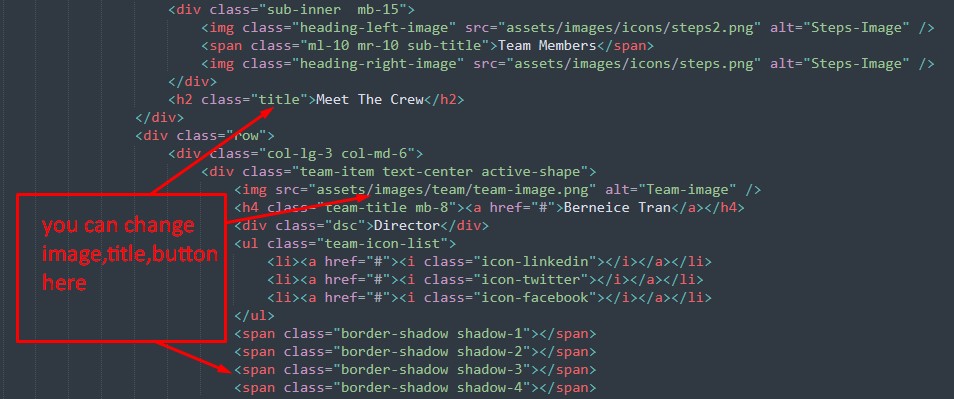 <div class="sub-inner  mb-15">
<img class="heading-left-image" src="assets/images/icons/steps2.png" alt="Steps-Image" />
<span class="ml-10 mr-10 sub-title">Team Members</span>
<img class="heading-right-image" src="assets/images/icons/steps.png" alt="Steps-Image" />
</div>
<h2 class="title">Meet The Crew</h2>
</div>
<div class="row">
<div class="col-lg-3 col-md-6">
<div class="team-item text-center active-shape">
<img src="assets/images/team/team-image.png" alt="Team-image" />
<h4 class="team-title mb-8"><a href="#">Berneice Tran</a></h4>
<div class="dsc">Director</div>
<ul class="team-icon-list">
<li><a href="#"><i class="icon-linkedin"></i></a></li>
<li><a href="#"><i class="icon-twitter"></i></a></li>
<li><a href="#"><i class="icon-facebook"></i></a></li>
</ul>
<span class="border-shadow shadow-1"></span>
<span class="border-shadow shadow-2"></span>
<span class="border-shadow shadow-3"></span>
<span class="border-shadow shadow-4"></span>
you can change
image,title,button
here